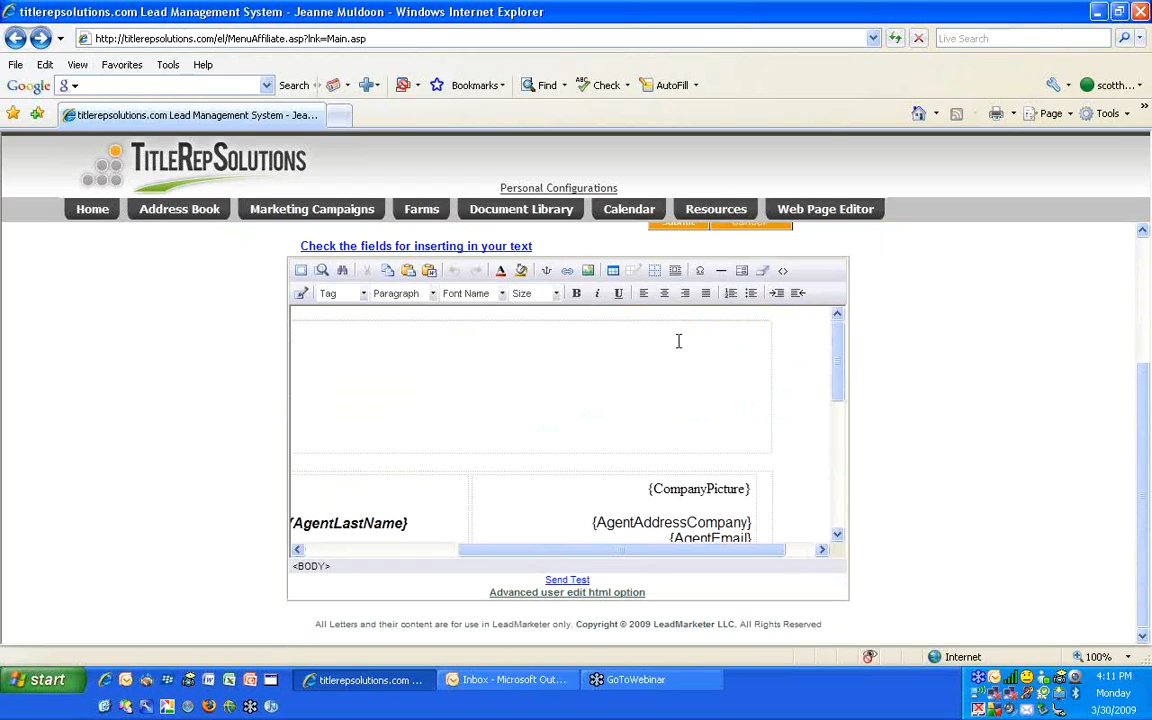 titlerepsolutions.com Lead Management System - Jeanne Muldoon - Windows Internet Explorer
http://titlerepsolutions.com/el/MenuAffiliate.asp?lnk=Main.asp
Live Search
File Edit View Favorites Tools Help
Google Search Bookmarks Find Check AutoFill scotth...
titlerepsolutions.com Lead Management System - Jea... Page Tools
TITLEREPSOLUTIONS
Personal Configurations
Home Address Book Marketing Campaigns Farms Document Library Calendar Resources Web Page Editor
Check the fields for inserting in your text
Tag Paragraph Font Name Size B i U
{CompanyPicture}
{AgentLastName} {AgentAddressCompany}
{AgentEmail}
<BODY>
Send Test
Advanced user edit html option
All Letters and their content are for use in LeadMarketer only. Copyright © 2009 LeadMarketer LLC. All Rights Reserved
Internet 100%
start titlerepsolutions.com ... Inbox - Microsoft Out... GoToWebinar 4:11 PM
Monday
3/30/2009